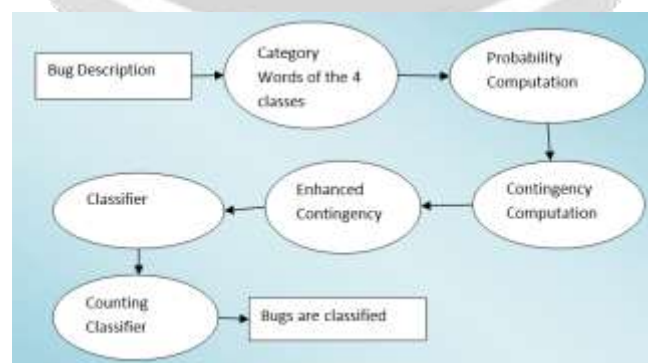 Bug Description
Category
Words of the 4
classes
Probability
Computation
Contingency
Computation
Enhanced
Contingency
Classifier
Counting
Classifier
Bugs are classified